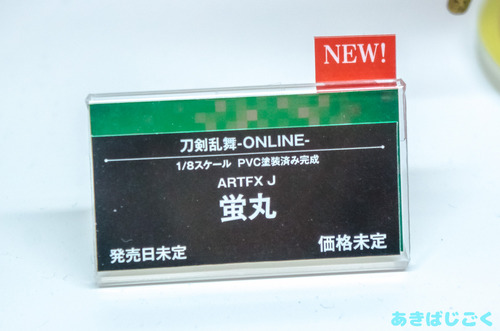 NEW!
刀剣乱舞-ONLINE-
1/8スケール PVC塗装済み完成
ARTFX J
蛍丸
発売日未定 価格未定
あきばじごく